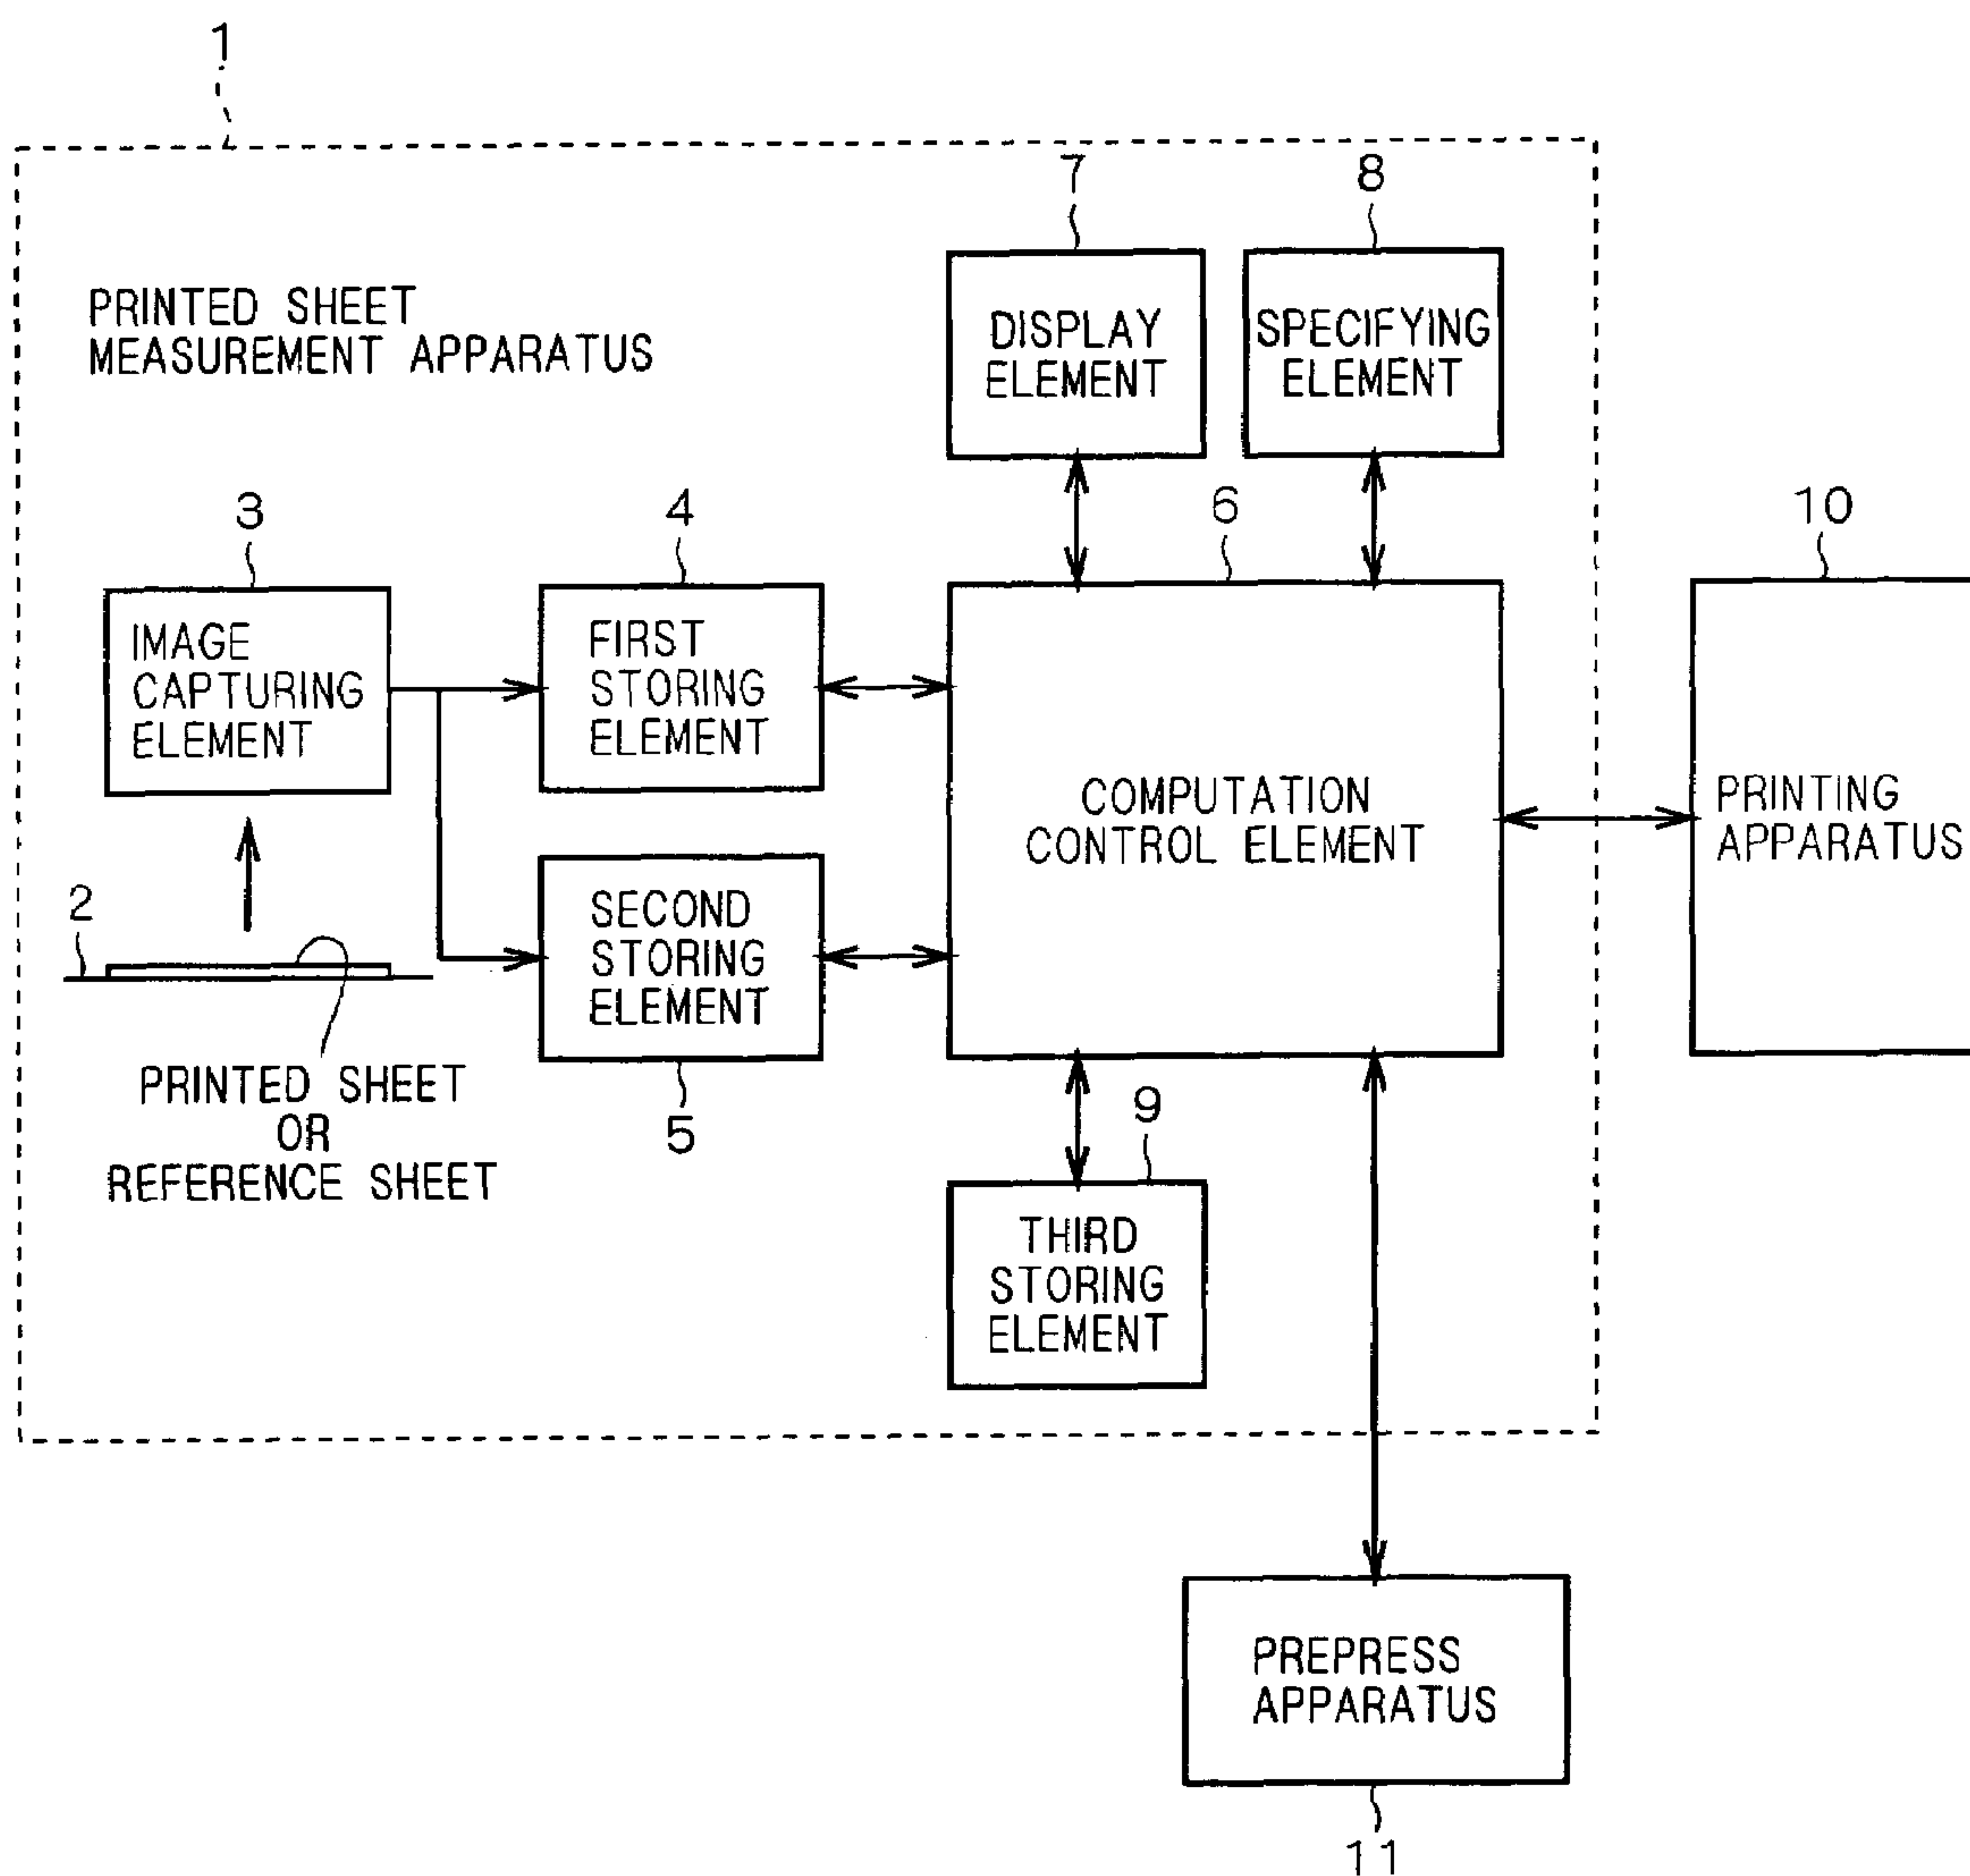 1
PRINTED SHEET
MEASUREMENT APPARATUS
7
8
DISPLAY
ELEMENT
SPECIFYING
ELEMENT
3
4
6
10
IMAGE
CAPTURING
ELEMENT
FIRST
STORING
ELEMENT
COMPUTATION
CONTROL ELEMENT
PRINTING
APPARATUS
2
SECOND
STORING
ELEMENT
PRINTED SHEET
OR
REFERENCE SHEET
5
9
THIRD
STORING
ELEMENT
PREPRESS
APPARATUS
11